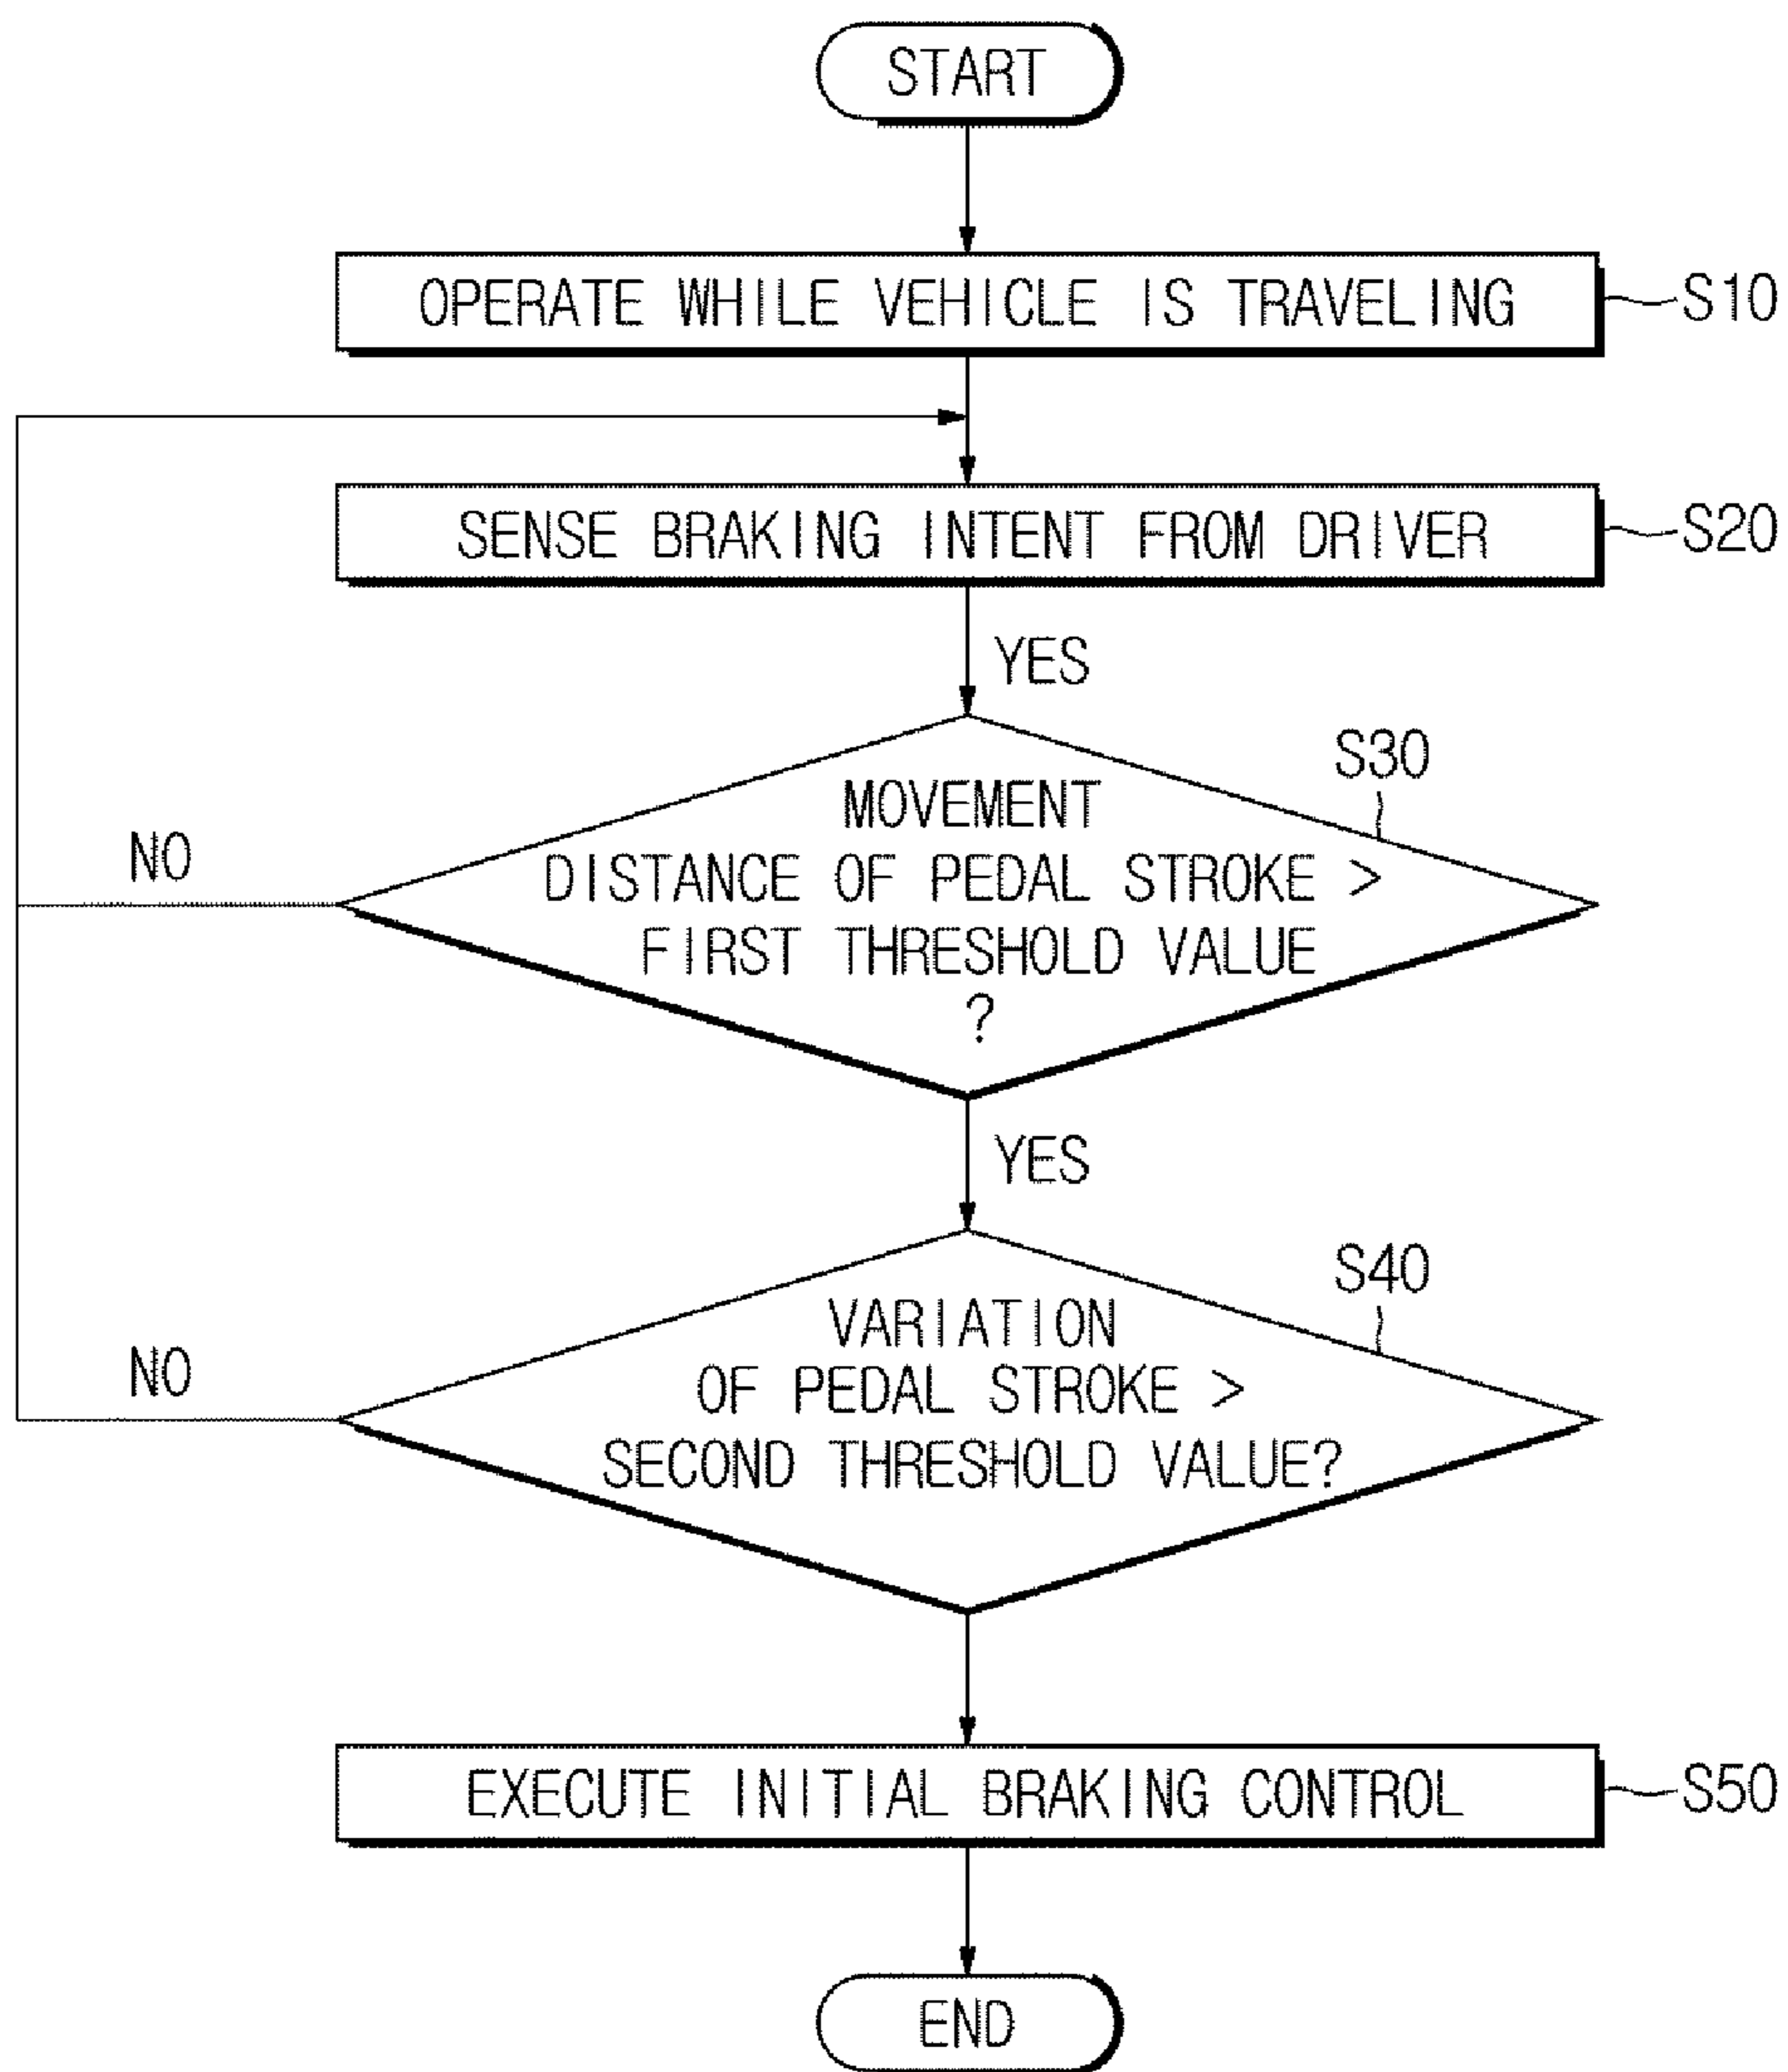 START
OPERATE WHILE VEHICLE IS TRAVELING
S10
SENSE BRAKING INTENT FROM DRIVER
S20
YES
S30
MOVEMENT
DISTANCE OF PEDAL STROKE >
FIRST THRESHOLD VALUE
?
NO
YES
S40
VARIATION
OF PEDAL STROKE >
SECOND THRESHOLD VALUE?
NO
EXECUTE INITIAL BRAKING CONTROL
S50
END